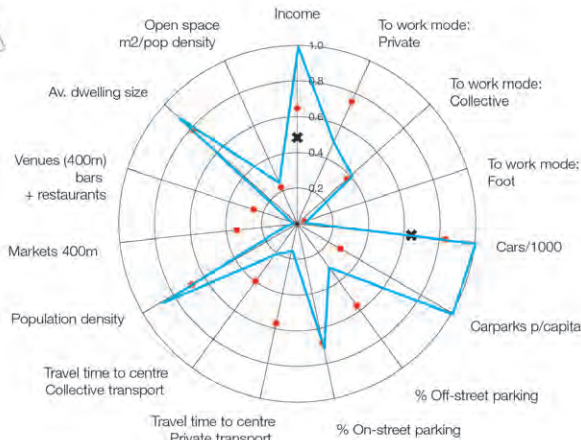 Income
Open space
m2/pop density
To work mode:
Private
Av. dwelling size
To work mode:
Collective
Venues (400m)
bars
+ restaurants
To work mode:
Foot
Markets 400m
Cars/1000
Population density
Carparks p/capita
Travel time to centre
Collective transport
% Off-street parking
Travel time to centre
Private transport
% On-street parking
1.0
0.8
0.6
0.4
0.2